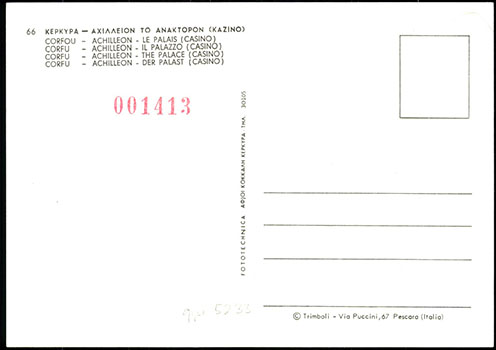 66 ΚΕΡΚΥΡΑ — ΑΧΙΛΛΕΙΟΝ ΤΟ ΑΝΑΚΤΟΡΟΝ (ΚΑΖΙΝΟ)
CORFOU - ACHILLEON - LE PALAIS (CASINO)
CORFU - ACHILLEON - IL PALAZZO (CASINO)
CORFU - ACHILLEON - THE PALACE (CASINO)
CORFU - ACHILLEON - DER PALAST (CASINO)
001413
FOTOTECHNICA ΑΦΟΙ ΚΟΚΚΑΛΗ ΚΕΡΚΥΡΑ ΤΗΛ. 30205
5233
© Trimboli - Via Puccini, 67 Pescara (Italia)